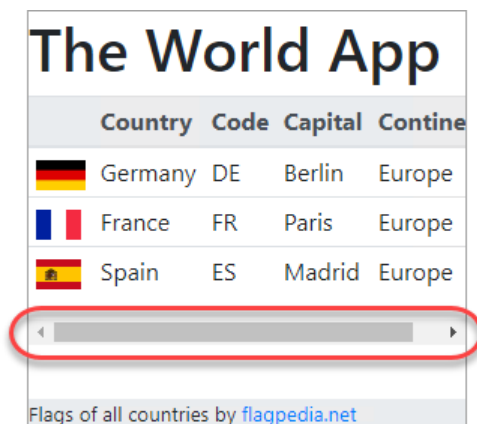 The World App
Country Code Capital Contine
Germany DE Berlin Europe
France FR Paris Europe
Spain ES Madrid Europe
Flags of all countries by flagpedia.net